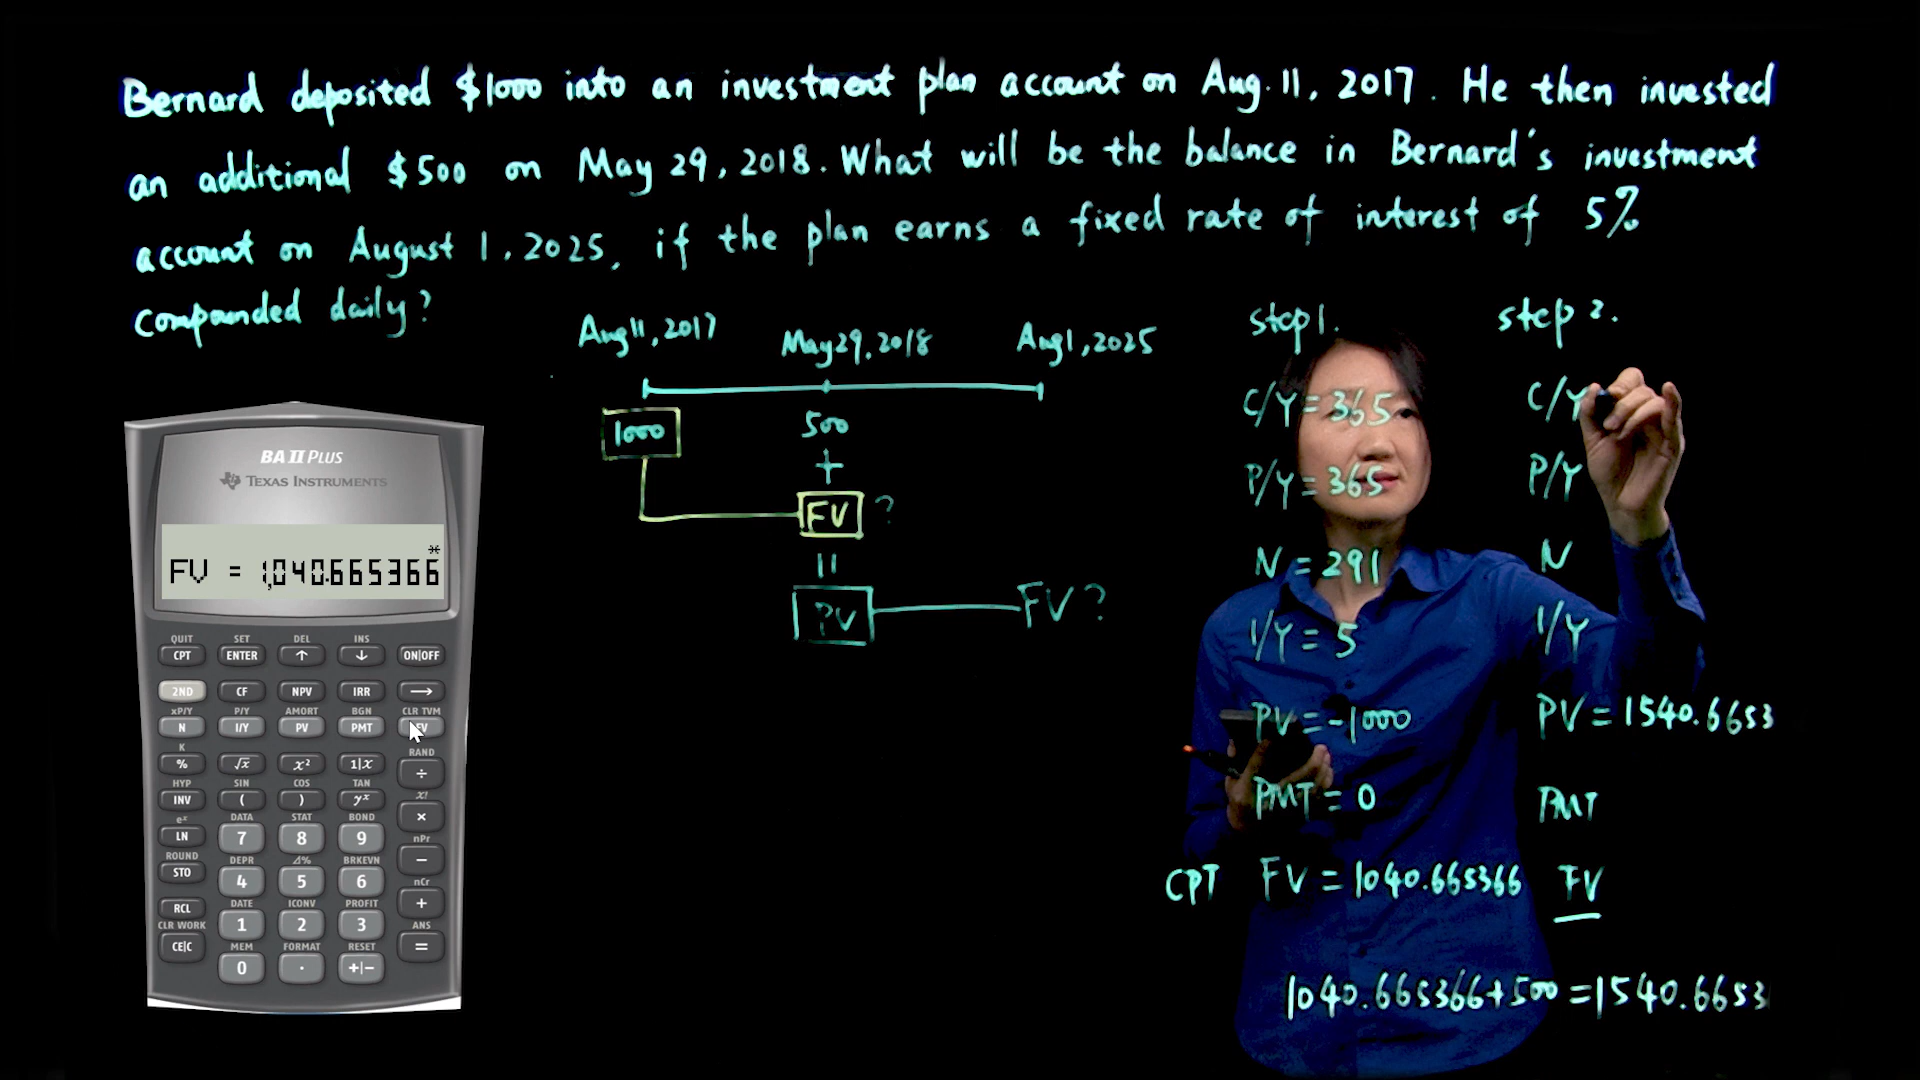 Bernard deposited $1000 into an investment plan account on Aug. 11, 2017. He then invested
an additional $500 on May 29, 2018. What will be the balance in Bernard's investment
account on August 1, 2025, if the plan earns a fixed rate of interest of 5%
compounded daily?
Aug 11, 2017 May 29, 2018 Aug 1, 2025
1000
500
+
FV ?
=
PV FV ?
step 1.
C/Y = 365
P/Y = 365
N = 291
I/Y = 5
PV = -1000
PMT = 0
CPT FV = 1040.665366
step 2.
C/Y
P/Y
N
I/Y
PV = 1540.6653
PMT
FV
1040.665366 + 500 = 1540.6653
BA II PLUS
TEXAS INSTRUMENTS
*
FV = 1,040.665366
QUIT SET DEL INS
CPT ENTER ↑ ↓ ON|OFF
2ND CF NPV IRR →
xP/Y P/Y AMORT BGN CLR TVM
N I/Y PV PMT FV
K RAND
% √x x² 1|x ÷
HYP SIN COS TAN x!
INV ( ) yˣ ×
eˣ DATA STAT BOND nPr
LN 7 8 9 −
ROUND DEPR Δ% BRKEVN nCr
STO 4 5 6 +
DATE ICONV PROFIT ANS
RCL 1 2 3 =
CLR WORK MEM FORMAT RESET
CE|C 0 . +|−